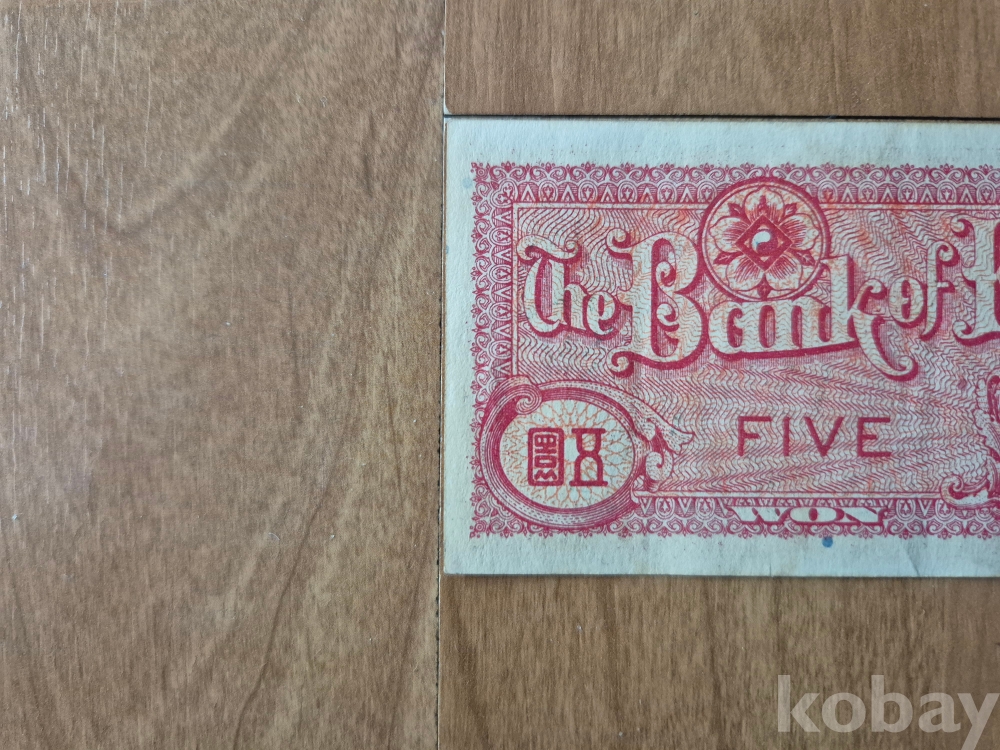 The Bank of
圓 五
FIVE
WON
kobay